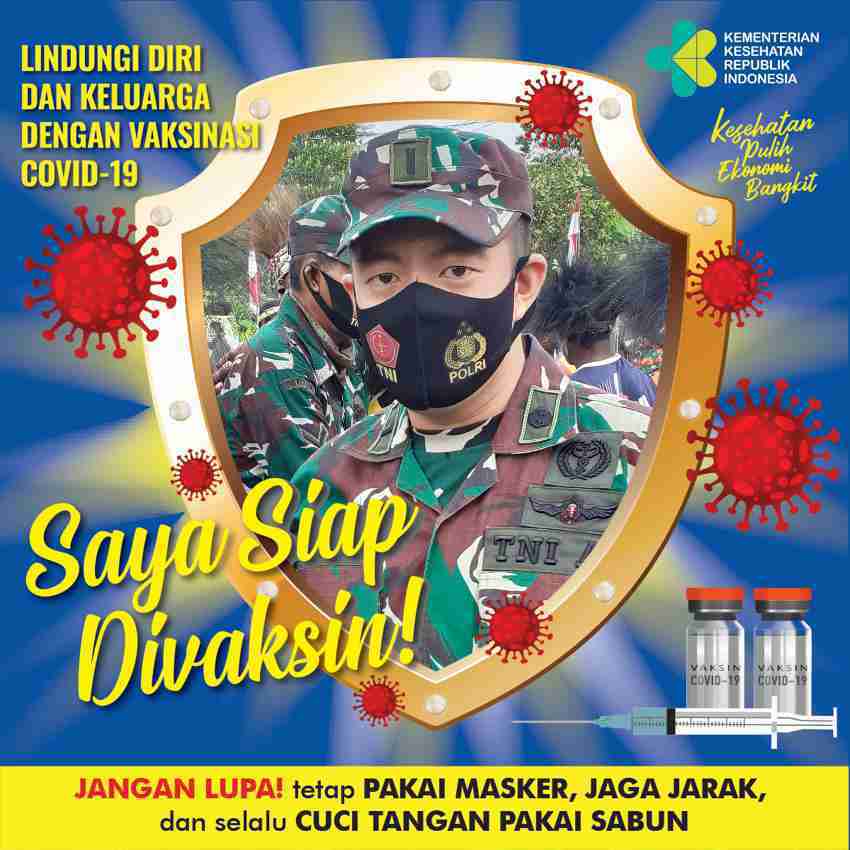 LINDUNGI DIRI
DAN KELUARGA
DENGAN VAKSINASI
COVID-19
KEMENTERIAN
KESEHATAN
REPUBLIK
INDONESIA
Kesehatan
Pulih
Ekonomi
Bangkit
TNI
POLRI
TNI
Saya Siap
Divaksin!
VAKSIN
COVID-19
VAKSIN
COVID-19
JANGAN LUPA! tetap PAKAI MASKER, JAGA JARAK,
dan selalu CUCI TANGAN PAKAI SABUN